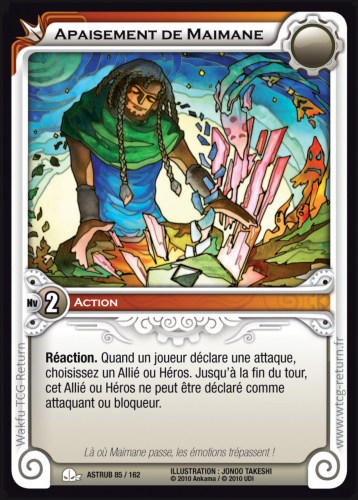 APAISEMENT DE MAIMANE
Nv 2 ACTION
Réaction. Quand un joueur déclare une attaque,
choisissez un Allié ou Héros. Jusqu'à la fin du tour,
cet Allié ou Héros ne peut être déclaré comme
attaquant ou bloqueur.
Là où Maimane passe, les émotions trépassent !
ASTRUB 85 / 162
ILLUSTRATION : JONOO TAKESHI
© 2010 Ankama / © 2010 UDI
Wakfu TCG Return
www.wtcg-return.fr